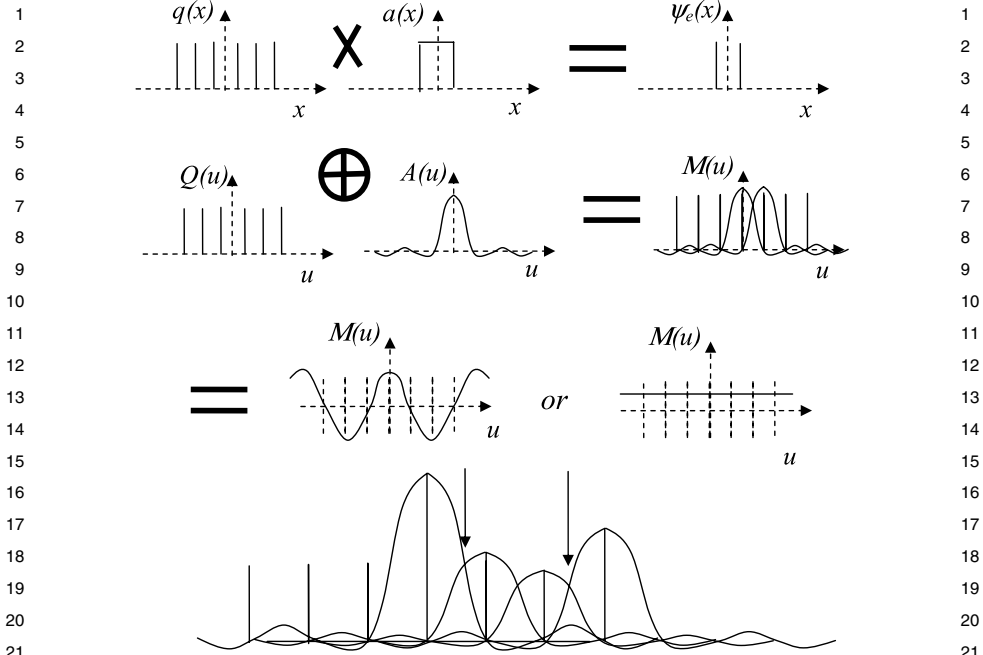 1 q(x) a(x) ψe(x) 1
2 X = 2
3 3
4 x x x 4
5 5
6 Q(u) ⊕ A(u) M(u) 6
7 = 7
8 8
9 u u u 9
10 10
11 M(u) M(u) 11
12 12
13 = or 13
14 u 14
15 u 15
16 16
17 17
18 18
19 19
20 20
21 21